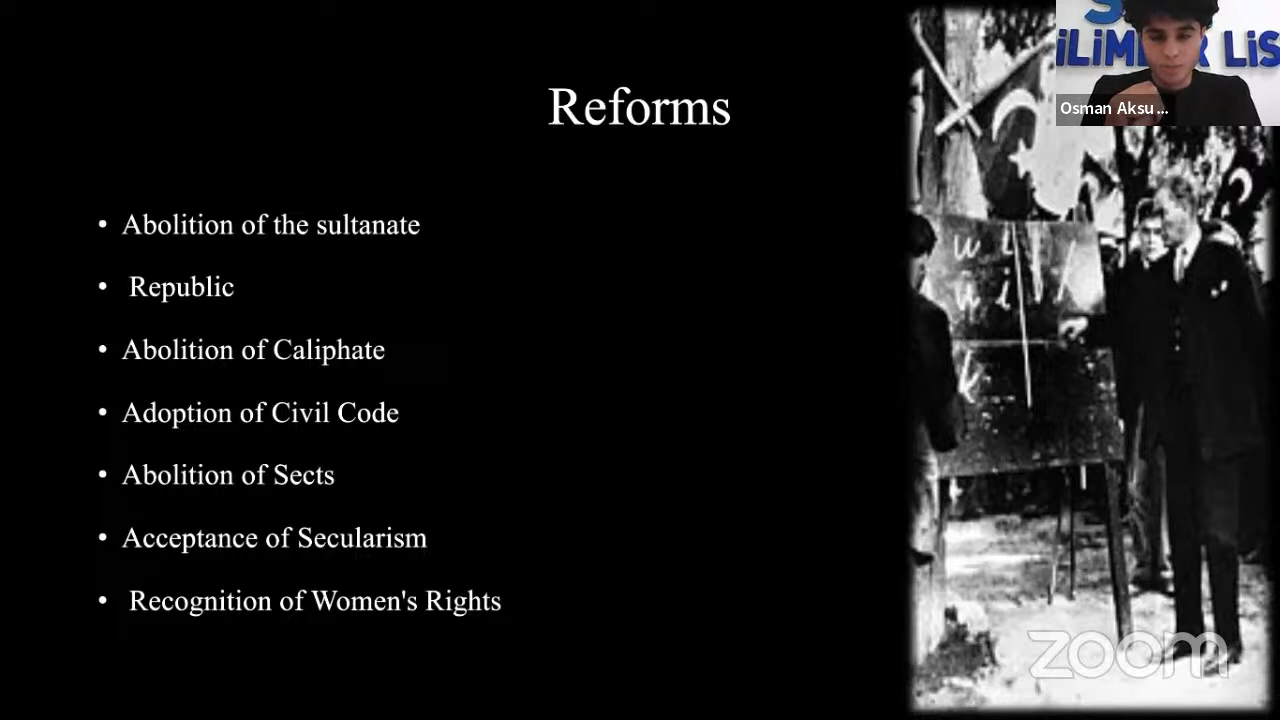 Reforms
• Abolition of the sultanate
• Republic
• Abolition of Caliphate
• Adoption of Civil Code
• Abolition of Sects
• Acceptance of Secularism
• Recognition of Women's Rights
Osman Aksu ...
LiS
zoom